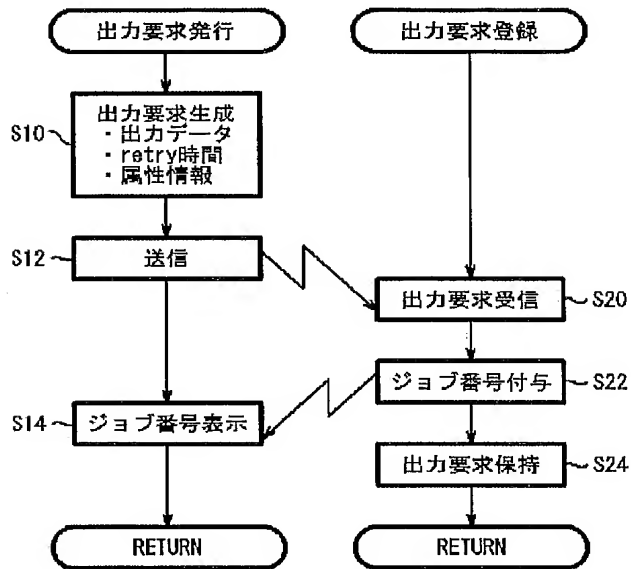 出力要求発行
S10
出力要求生成
・出力データ
・retry時間
・属性情報
S12
送信
S14
ジョブ番号表示
RETURN
出力要求登録
出力要求受信
S20
ジョブ番号付与
S22
出力要求保持
S24
RETURN